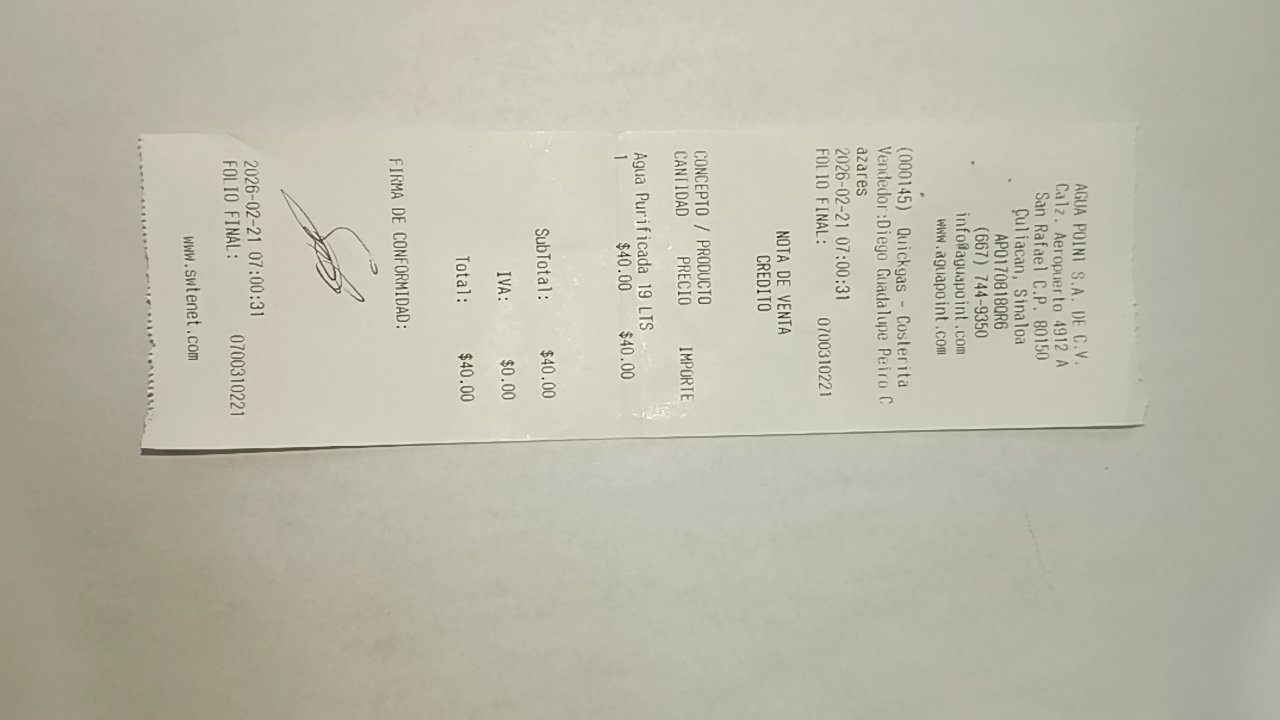 AGUA POINT S.A. DE C.V.
Calz. Aeropuerto 4912 A
San Rafael C.P. 80150
Culiacan, Sinaloa
APO170818QR6
(667) 744-9350
info@aguapoint.com
www.aguapoint.com
(000145) Quickgas - Costerita
Vendedor:Diego Guadalupe Peiro C
azares
2026-02-21 07:00:31
FOLIO FINAL: 0700310221
NOTA DE VENTA
CREDITO
CONCEPTO / PRODUCTO
CANTIDAD PRECIO IMPORTE
Agua Purificada 19 LTS
1 $40.00 $40.00
SubTotal: $40.00
IVA: $0.00
Total: $40.00
FIRMA DE CONFORMIDAD:
2026-02-21 07:00:31
FOLIO FINAL: 0700310221
www.swtenet.com